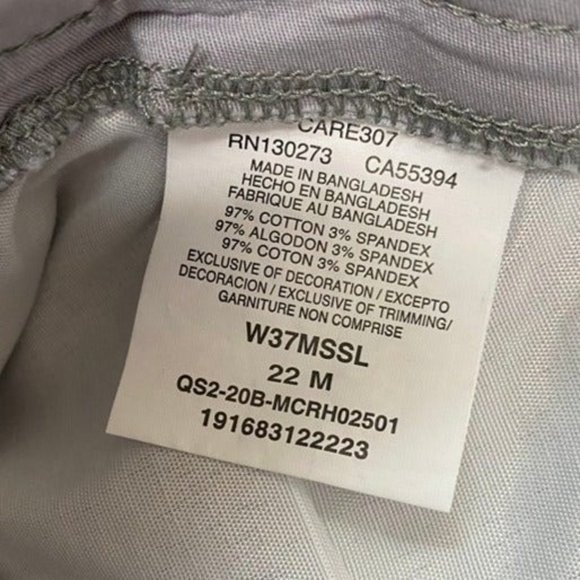 CARE307
RN130273 CA55394
MADE IN BANGLADESH
HECHO EN BANGLADESH
FABRIQUE AU BANGLADESH
97% COTTON 3% SPANDEX
97% ALGODON 3% SPANDEX
97% COTON 3% SPANDEX
EXCLUSIVE OF DECORATION / EXCEPTO
DECORACION / EXCLUSIVE OF TRIMMING/
GARNITURE NON COMPRISE
W37MSSL
22 M
QS2-20B-MCRH02501
191683122223